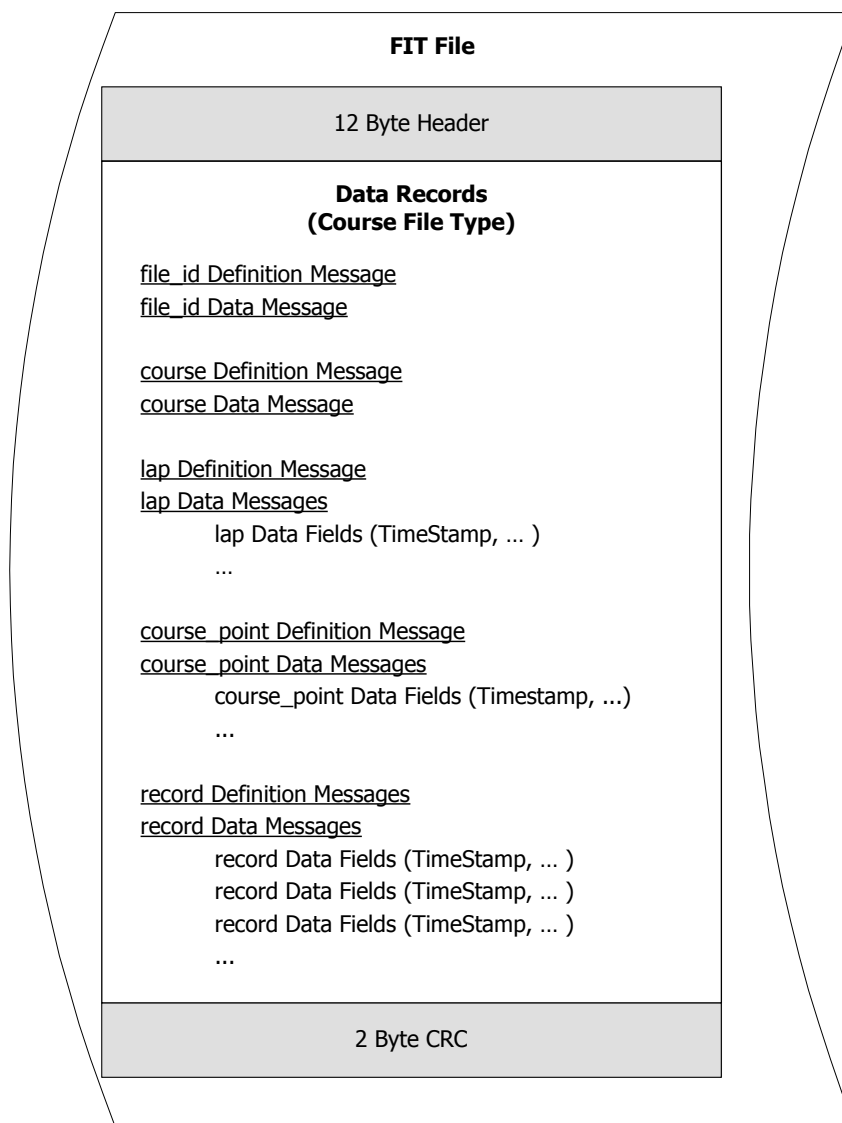 FIT File
12 Byte Header
Data Records
(Course File Type)
file_id Definition Message
file_id Data Message
course Definition Message
course Data Message
lap Definition Message
lap Data Messages
lap Data Fields (TimeStamp, … )
…
course_point Definition Message
course_point Data Messages
course_point Data Fields (Timestamp, ...)
...
record Definition Messages
record Data Messages
record Data Fields (TimeStamp, … )
record Data Fields (TimeStamp, … )
record Data Fields (TimeStamp, … )
...
2 Byte CRC